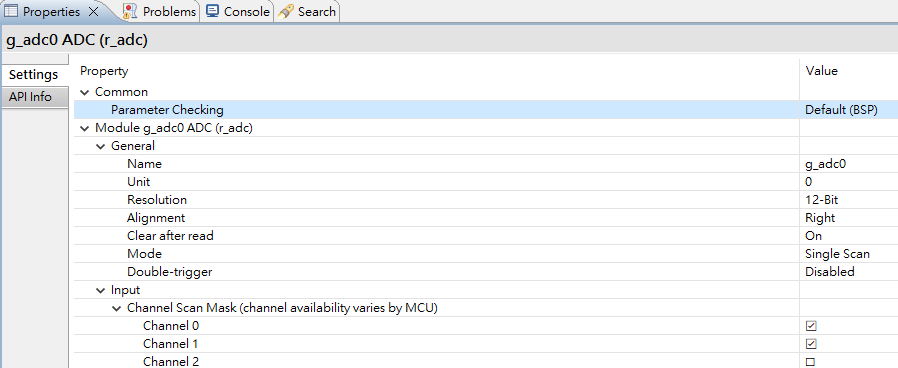 Properties Problems Console Search
g_adc0 ADC (r_adc)
Settings
API Info
Property Value
Common
Parameter Checking Default (BSP)
Module g_adc0 ADC (r_adc)
General
Name g_adc0
Unit 0
Resolution 12-Bit
Alignment Right
Clear after read On
Mode Single Scan
Double-trigger Disabled
Input
Channel Scan Mask (channel availability varies by MCU)
Channel 0
Channel 1
Channel 2